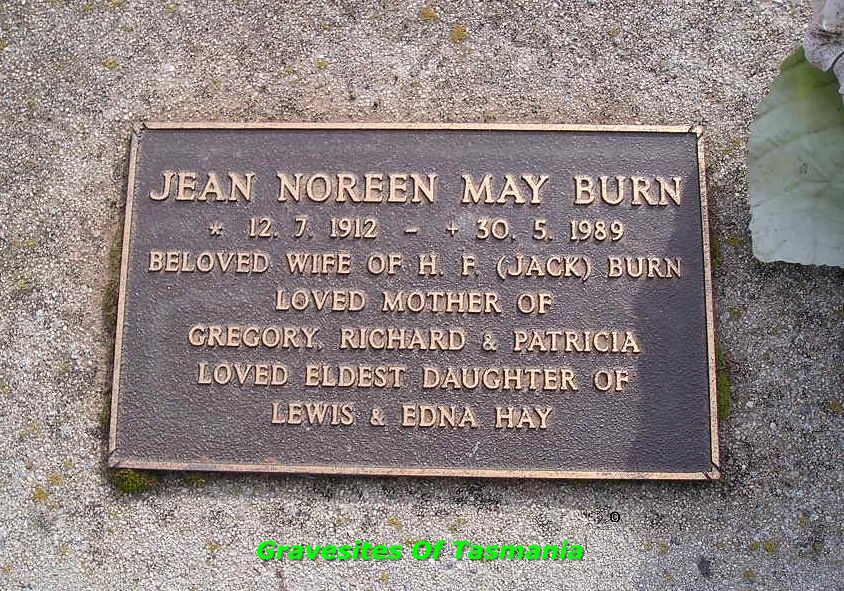 JEAN NOREEN MAY BURN
* 12. 7. 1912 - + 30. 5. 1989
BELOVED WIFE OF H. F. (JACK) BURN
LOVED MOTHER OF
GREGORY, RICHARD & PATRICIA
LOVED ELDEST DAUGHTER OF
LEWIS & EDNA HAY
©
Gravesites Of Tasmania